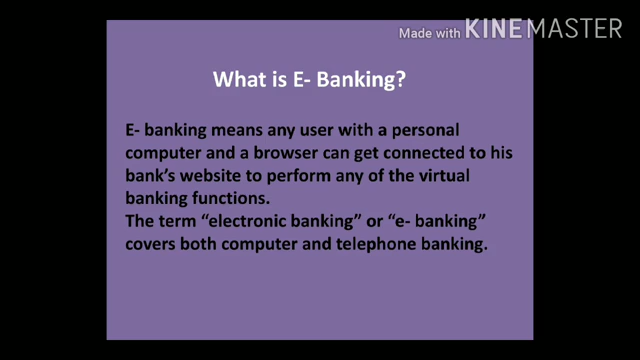 Made with KINEMASTER
What is E- Banking?
E- banking means any user with a personal
computer and a browser can get connected to his
bank's website to perform any of the virtual
banking functions.
The term “electronic banking” or “e- banking”
covers both computer and telephone banking.